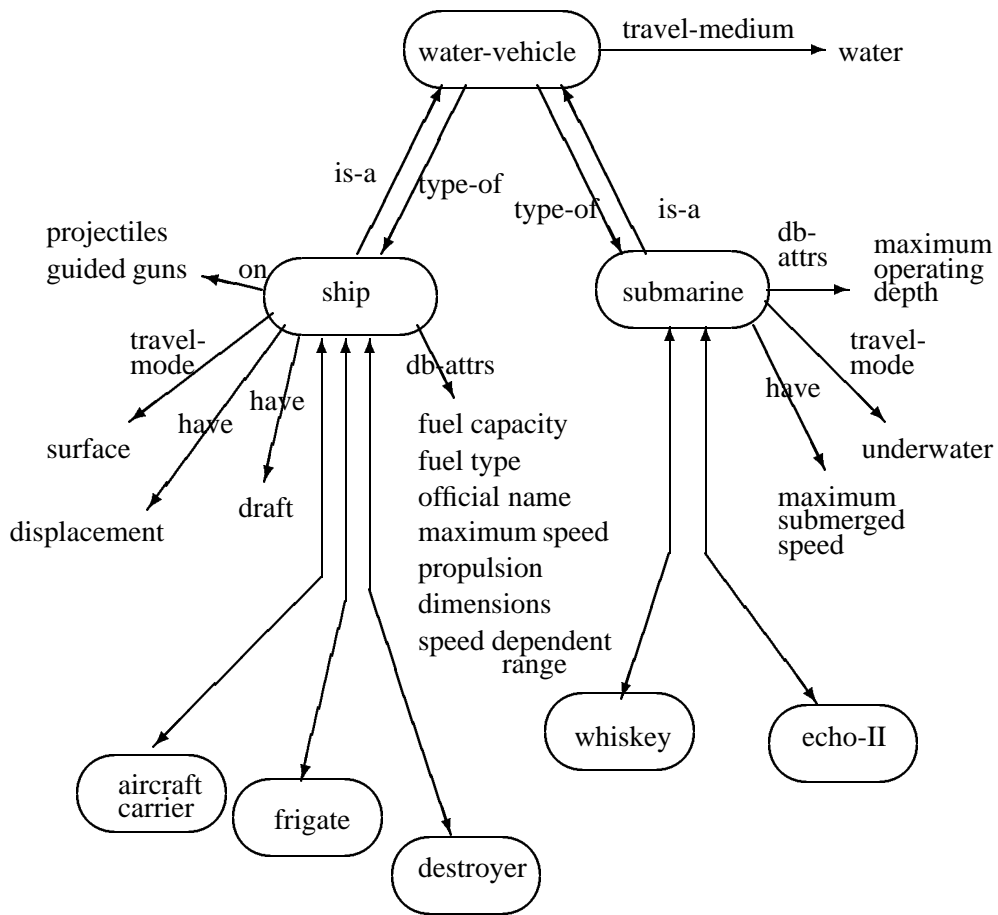 travel-medium
water-vehicle
water
is-a
type-of
type-of
is-a
projectiles
guided guns
on
ship
submarine
db-
attrs
maximum
operating
depth
travel-
mode
have
have
db-attrs
have
travel-
mode
surface
displacement
draft
fuel capacity
fuel type
official name
maximum speed
propulsion
dimensions
speed dependent
range
underwater
maximum
submerged
speed
whiskey
echo-II
aircraft
carrier
frigate
destroyer